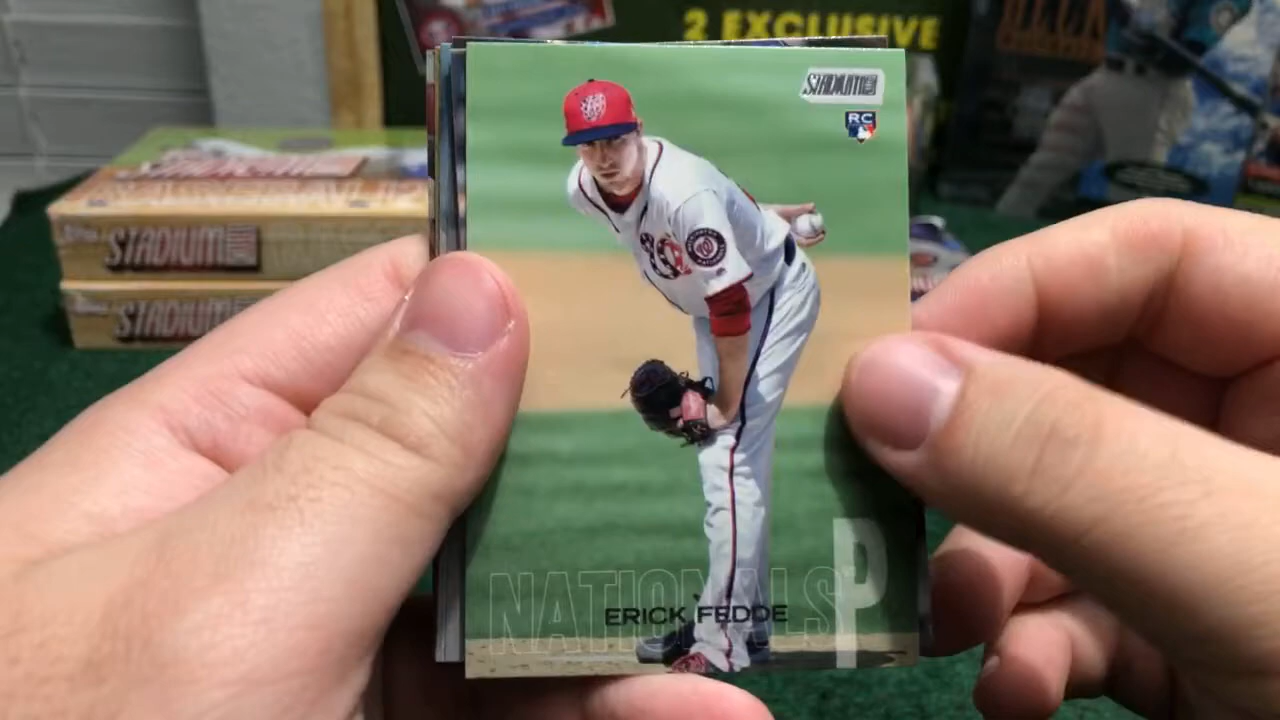 2 EXCLUSIVE
STADIUM
RC
STADIUM
STADIUM
NATIONALS
ERICK FEDDE
P